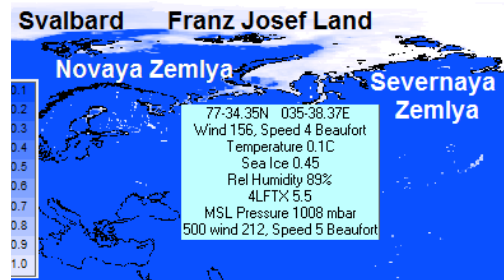 Svalbard Franz Josef Land
Novaya Zemlya
Severnaya
Zemlya
0.1
0.2
0.3
0.4
0.5
0.6
0.7
0.8
0.9
1.0
77-34.35N 035-38.37E
Wind 156, Speed 4 Beaufort
Temperature 0.1C
Sea Ice 0.45
Rel Humidity 89%
4LFTX 5.5
MSL Pressure 1008 mbar
500 wind 212, Speed 5 Beaufort